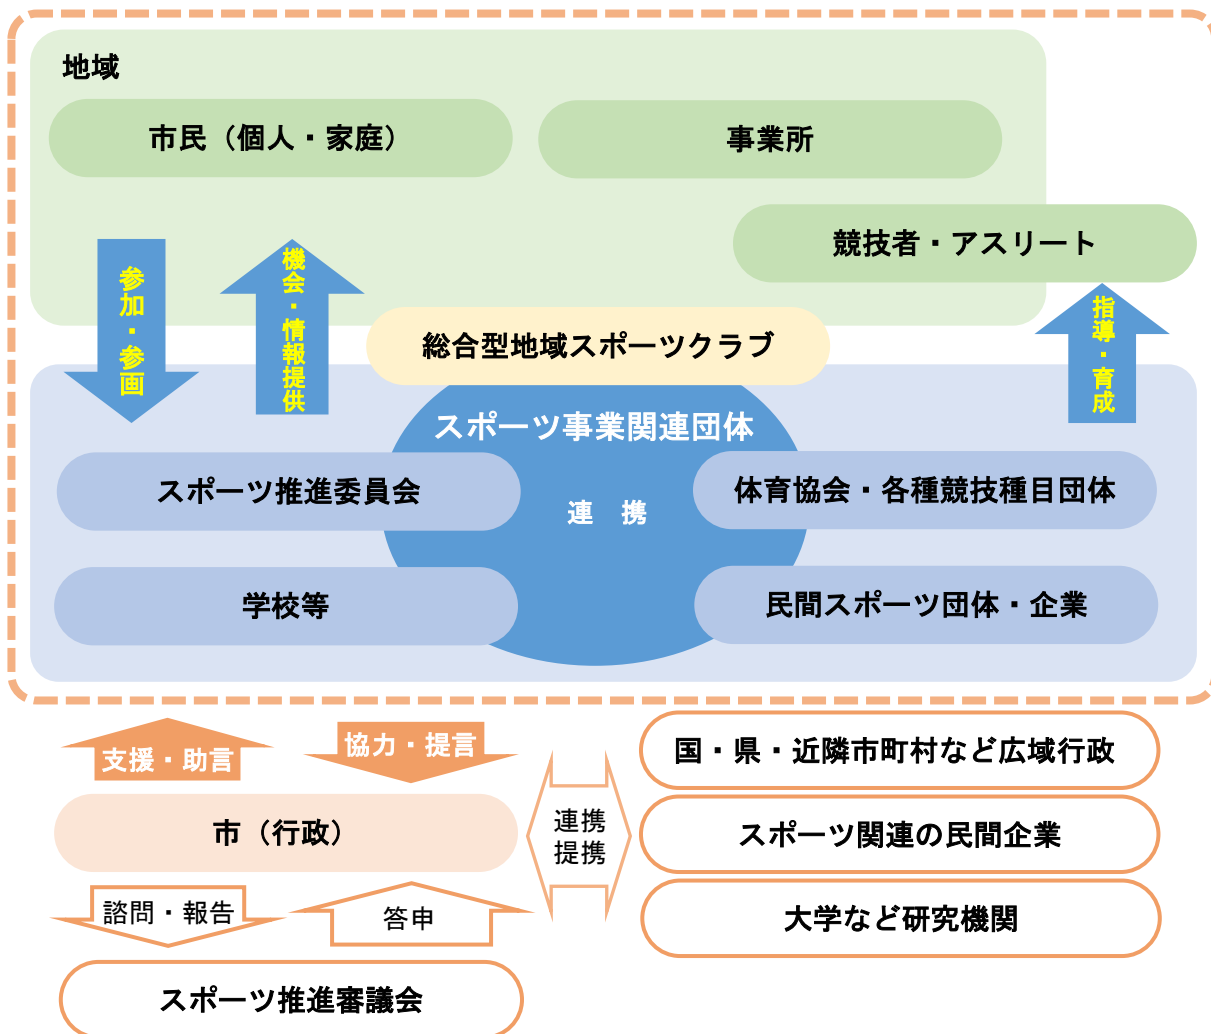 地域
市民（個人・家庭）
事業所
競技者・アスリート
参加・参画
機会・情報提供
指導・育成
総合型地域スポーツクラブ
スポーツ事業関連団体
連　携
スポーツ推進委員会
体育協会・各種競技種目団体
学校等
民間スポーツ団体・企業
支援・助言
協力・提言
国・県・近隣市町村など広域行政
市（行政）
連携
提携
スポーツ関連の民間企業
諮問・報告
答申
大学など研究機関
スポーツ推進審議会